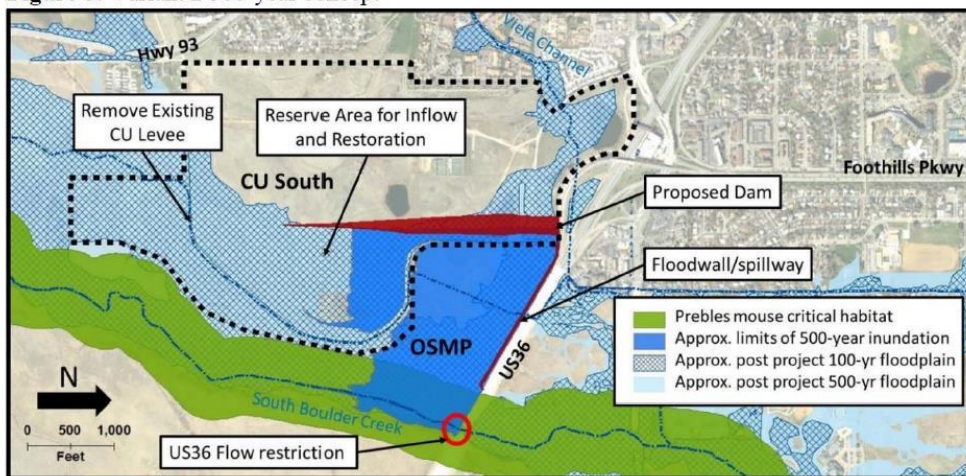 Hwy 93
Viele Channel
Remove Existing
CU Levee
Reserve Area for Inflow
and Restoration
CU South
Foothills Pkwy
Proposed Dam
Floodwall/spillway
OSMP
US36
Prebles mouse critical habitat
Approx. limits of 500-year inundation
Approx. post project 100-yr floodplain
Approx. post project 500-yr floodplain
N
South Boulder Creek
0 500 1,000
Feet
US36 Flow restriction